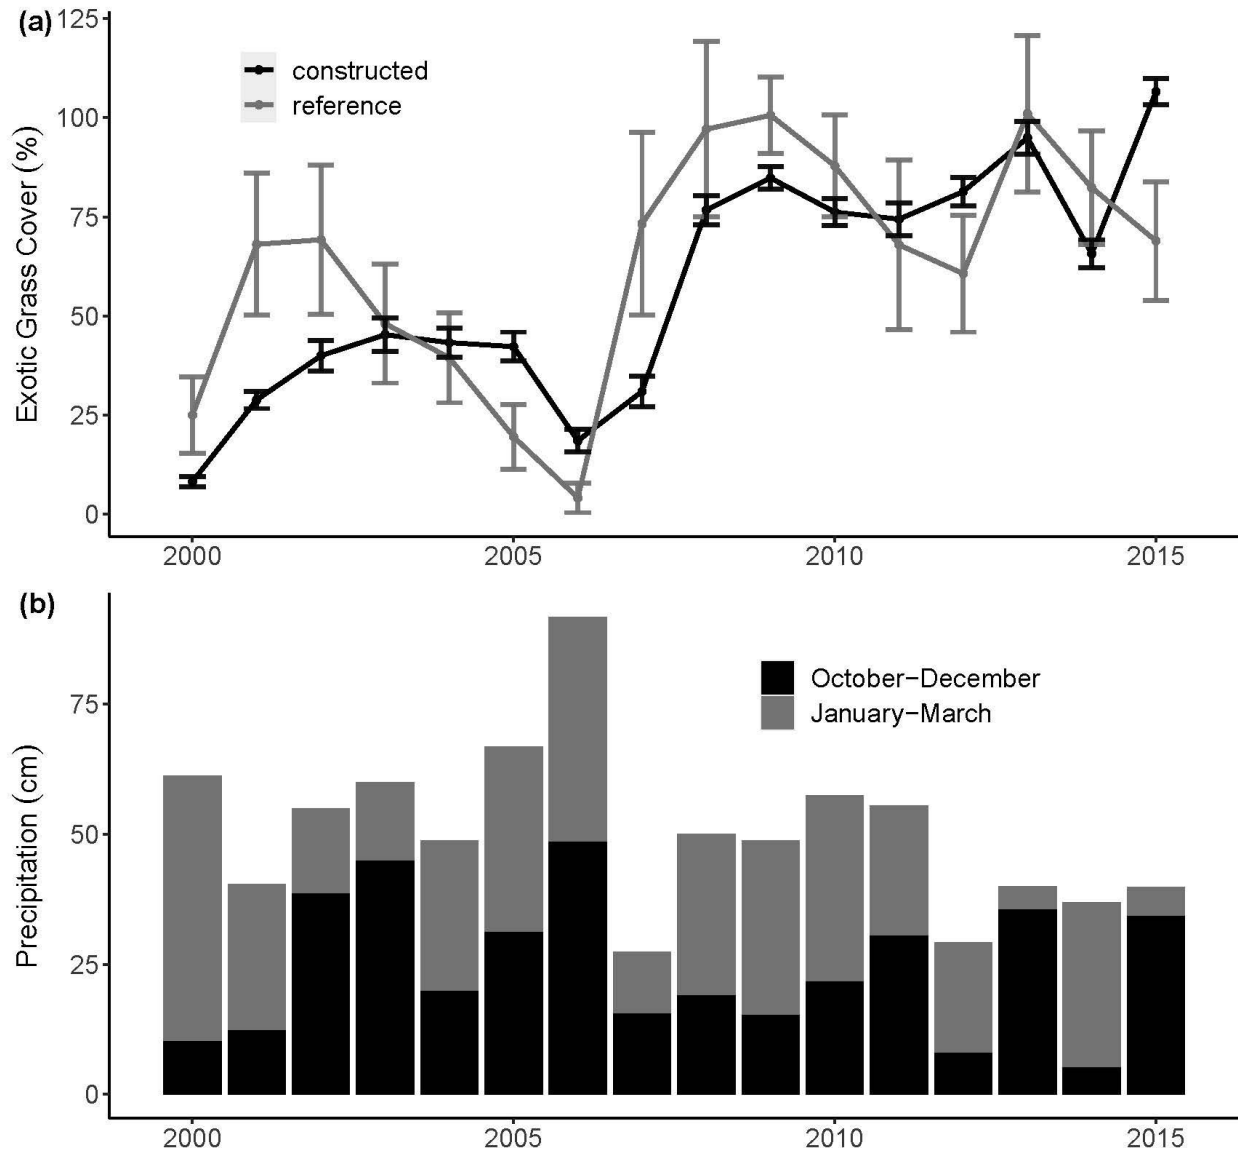 (a)
125
100
75
50
25
0
Exotic Grass Cover (%)
constructed
reference
2000 2005 2010 2015
(b)
75
50
25
0
Precipitation (cm)
October−December
January−March
2000 2005 2010 2015